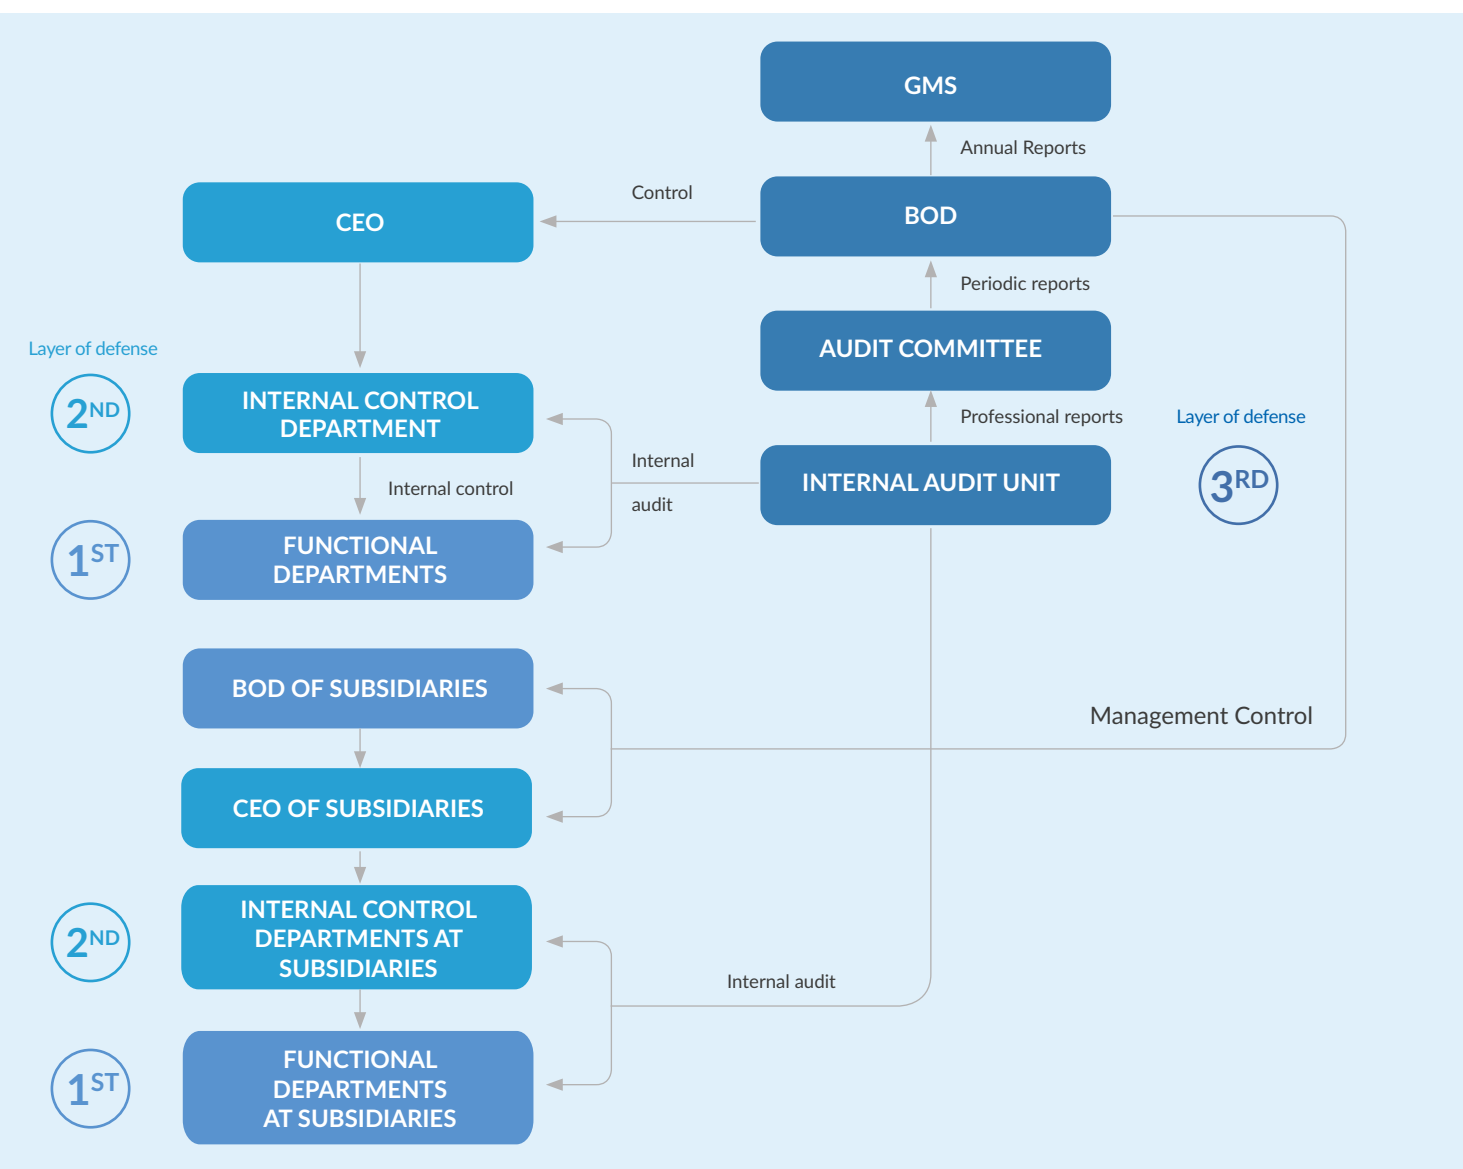 GMS
Annual Reports
Control
BOD
CEO
Periodic reports
AUDIT COMMITTEE
Layer of defense
2ND
INTERNAL CONTROL
DEPARTMENT
Professional reports
Layer of defense
3RD
Internal
audit
INTERNAL AUDIT UNIT
Internal control
1ST
FUNCTIONAL
DEPARTMENTS
BOD OF SUBSIDIARIES
Management Control
CEO OF SUBSIDIARIES
2ND
INTERNAL CONTROL
DEPARTMENTS AT
SUBSIDIARIES
Internal audit
1ST
FUNCTIONAL
DEPARTMENTS
AT SUBSIDIARIES